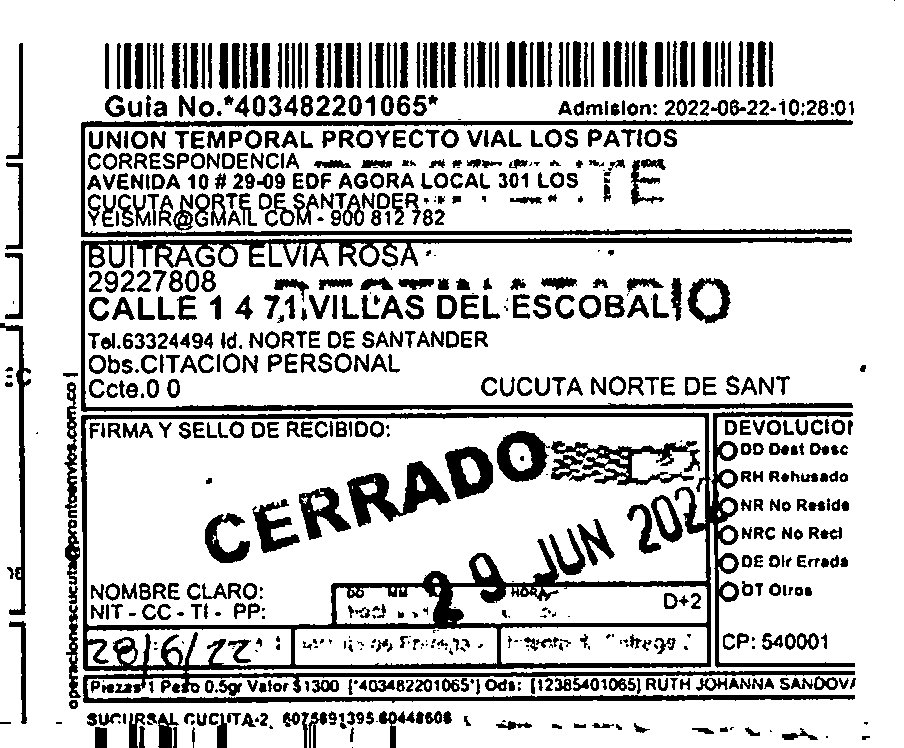 Guia No.*403482201065*
Admision: 2022-06-22-10:28:01
UNION TEMPORAL PROYECTO VIAL LOS PATIOS
CORRESPONDENCIA
AVENIDA 10 # 29-09 EDF AGORA LOCAL 301 LOS
CUCUTA NORTE DE SANTANDER
YEISMIR@GMAIL COM - 900 812 782
BUITRAGO ELVIA ROSA
29227808
CALLE 1 4 71 VILLAS DEL ESCOBAL
Tel.63324494 Id. NORTE DE SANTANDER
Obs.CITACION PERSONAL
Ccte.0 0
CUCUTA NORTE DE SANT
operacionescucuta@prontoenvios.com.co
FIRMA Y SELLO DE RECIBIDO:
CERRADO
29 JUN 202
NOMBRE CLARO:
NIT - CC - TI - PP:
DD MM HORA
D+2
28/6/22
DEVOLUCION
DD Dest Desc
RH Rehusado
NR No Reside
NRC No Recl
DE Dir Errada
OT Otros
CP: 540001
Piezas 1 Peso 0.5gr Valor $1300 [*403482201065*] Ods: [12385401065] RUTH JOHANNA SANDOVA
SUCURSAL CUCUTA-2, 6075891395 60448608